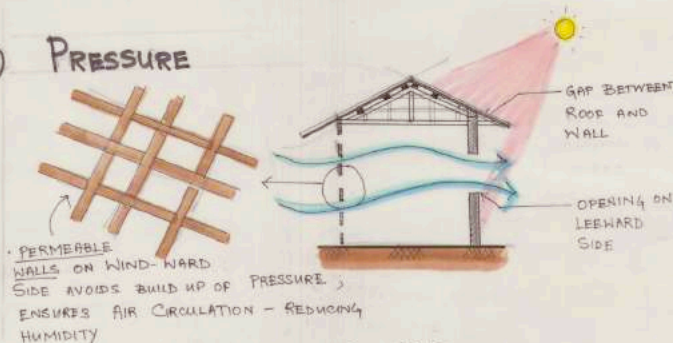 PRESSURE
GAP BETWEEN
ROOF AND
WALL
OPENING ON
LEEWARD
SIDE
. PERMEABLE
WALLS ON WIND-WARD
SIDE AVOIDS BUILD UP OF PRESSURE,
ENSURES AIR CIRCULATION - REDUCING
HUMIDITY